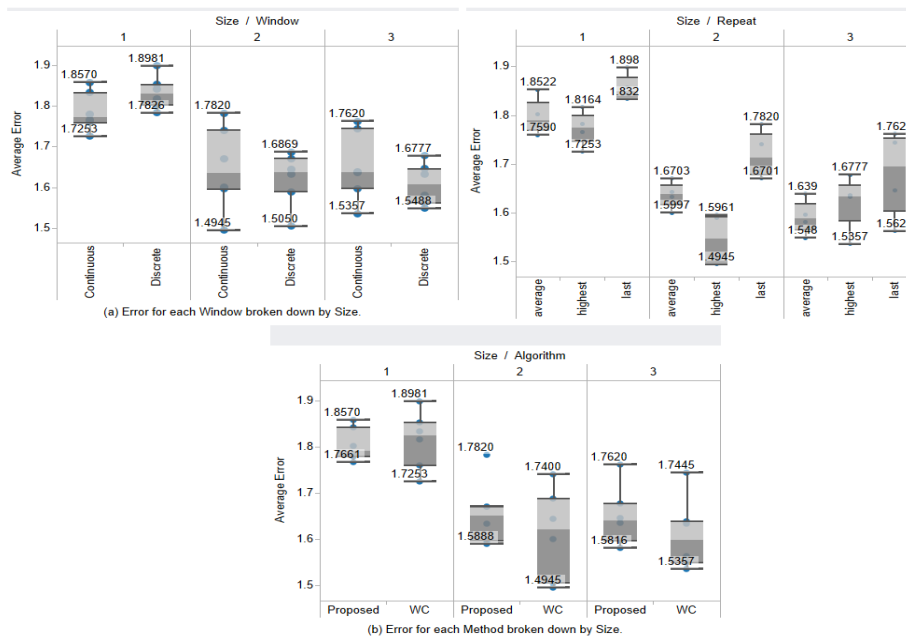 Size / Window
1 2 3
Average Error
1.9
1.8
1.7
1.6
1.5
1.8570
1.7253
1.8981
1.7826
1.7820
1.4945
1.6869
1.5050
1.7620
1.5357
1.6777
1.5488
Continuous
Discrete
Continuous
Discrete
Continuous
Discrete
(a) Error for each Window broken down by Size.
Size / Repeat
1 2 3
Average Error
1.9
1.8
1.7
1.6
1.5
1.8522
1.7590
1.8164
1.7253
1.898
1.832
1.6703
1.5997
1.5961
1.4945
1.7820
1.6701
1.639
1.548
1.6777
1.5357
1.762
1.562
average
highest
last
average
highest
last
average
highest
last
Size / Algorithm
1 2 3
Average Error
1.9
1.8
1.7
1.6
1.5
1.8570
1.7661
1.8981
1.7253
1.7820
1.5888
1.7400
1.4945
1.7620
1.5816
1.7445
1.5357
Proposed WC Proposed WC Proposed WC
(b) Error for each Method broken down by Size.